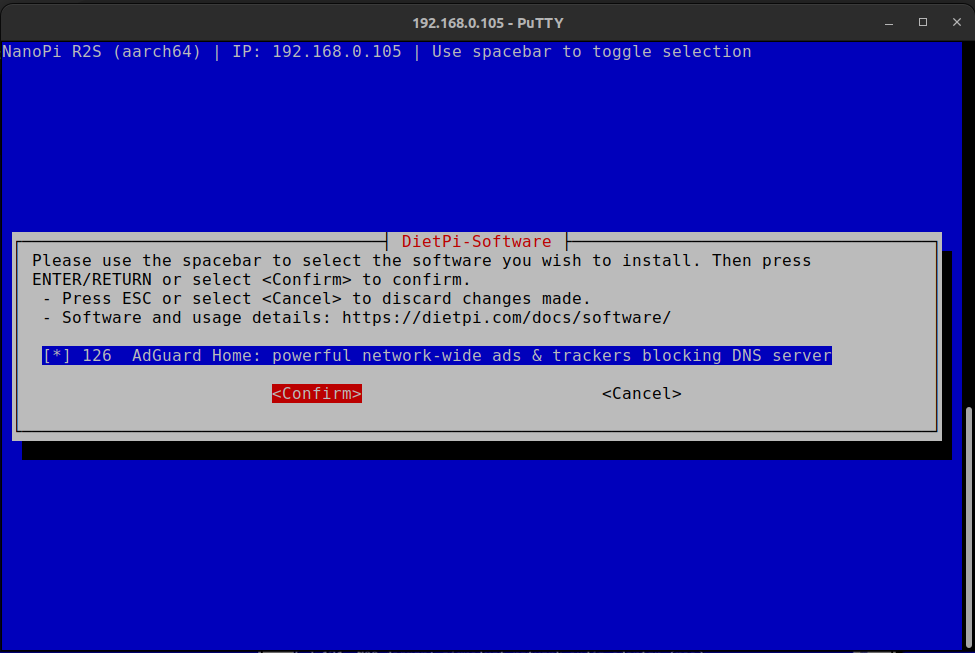 192.168.0.105 - PuTTY
NanoPi R2S (aarch64) | IP: 192.168.0.105 | Use spacebar to toggle selection
DietPi-Software
Please use the spacebar to select the software you wish to install. Then press
ENTER/RETURN or select <Confirm> to confirm.
- Press ESC or select <Cancel> to discard changes made.
- Software and usage details: https://dietpi.com/docs/software/
[*] 126  AdGuard Home: powerful network-wide ads & trackers blocking DNS server
<Confirm> <Cancel>